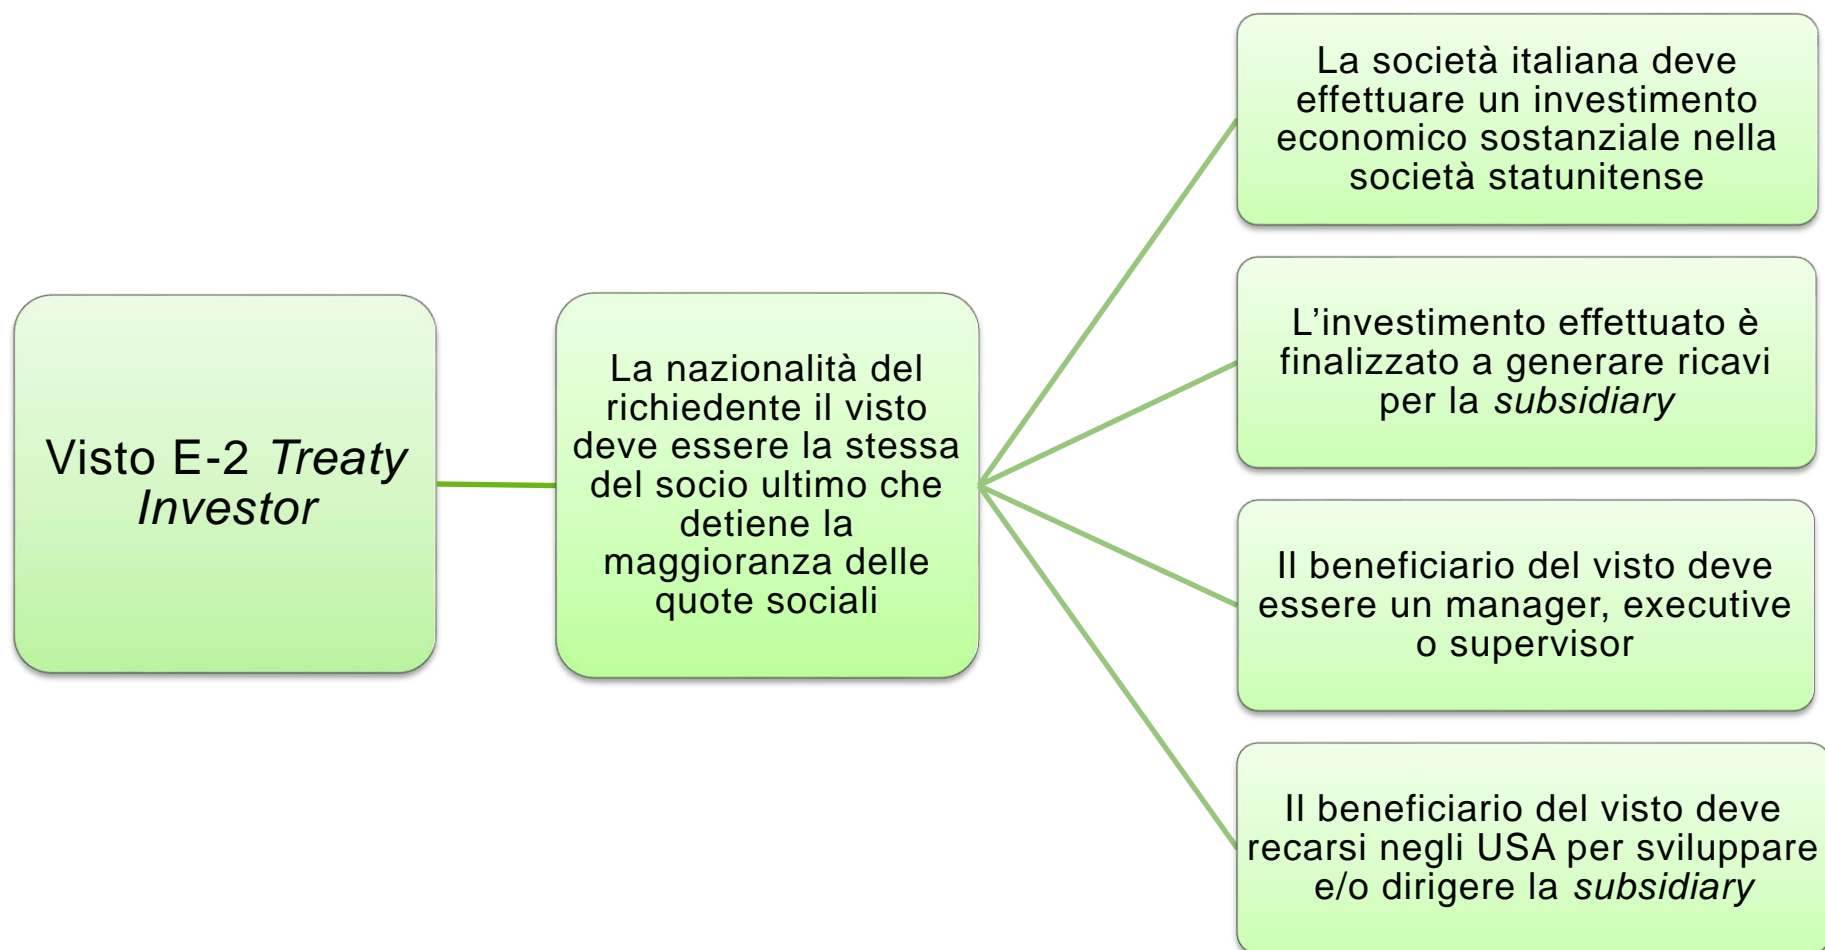 Visto E-2 Treaty
Investor
La nazionalità del
richiedente il visto
deve essere la stessa
del socio ultimo che
detiene la
maggioranza delle
quote sociali
La società italiana deve
effettuare un investimento
economico sostanziale nella
società statunitense
L’investimento effettuato è
finalizzato a generare ricavi
per la subsidiary
Il beneficiario del visto deve
essere un manager, executive
o supervisor
Il beneficiario del visto deve
recarsi negli USA per sviluppare
e/o dirigere la subsidiary